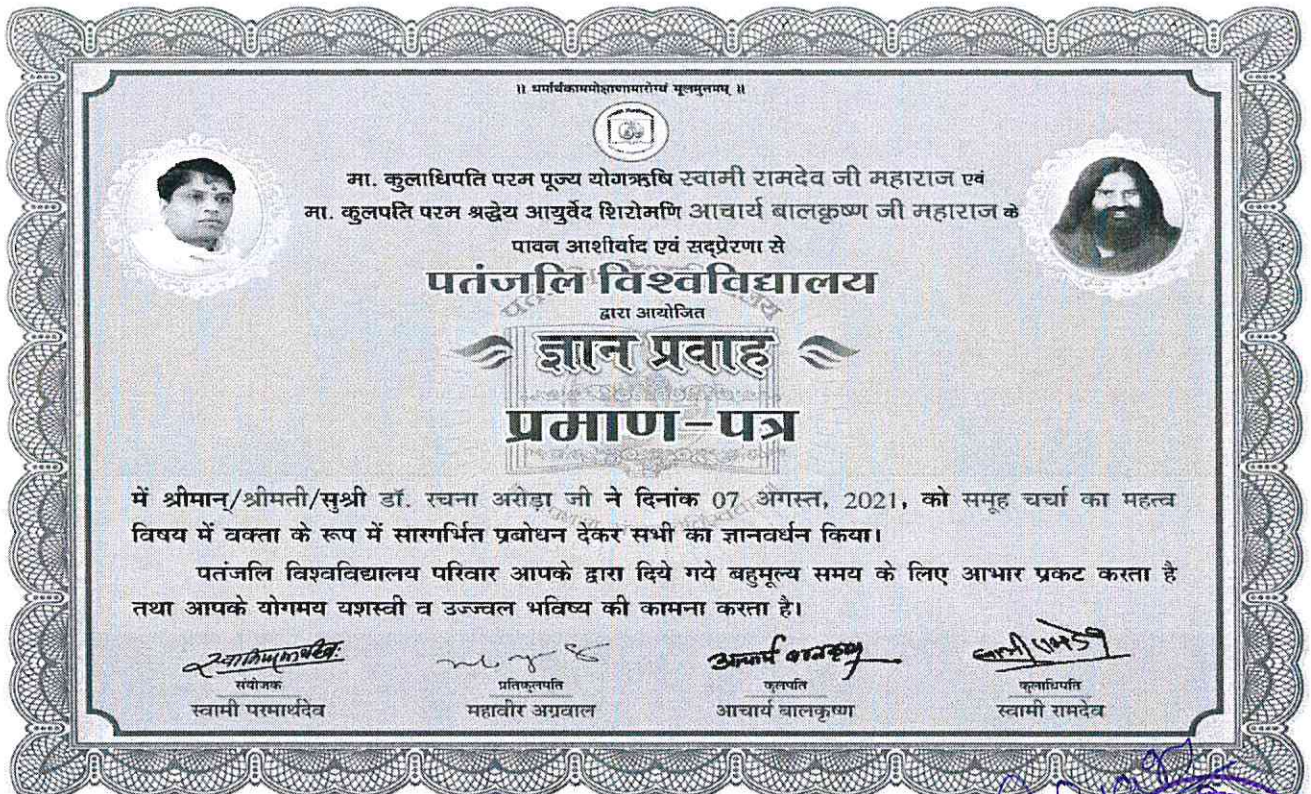 ॥ धर्मार्थकाममोक्षाणामारोग्यं मूलमुत्तमम् ॥
मा. कुलाधिपति परम पूज्य योगऋषि स्वामी रामदेव जी महाराज एवं
मा. कुलपति परम श्रद्धेय आयुर्वेद शिरोमणि आचार्य बालकृष्ण जी महाराज के
पावन आशीर्वाद एवं सद्प्रेरणा से
पतंजलि विश्वविद्यालय
द्वारा आयोजित
ज्ञान प्रवाह
प्रमाण-पत्र
में श्रीमान्/श्रीमती/सुश्री डॉ. रचना अरोड़ा जी ने दिनांक 07 अगस्त, 2021, को समूह चर्चा का महत्व
विषय में वक्ता के रूप में सारगर्भित प्रबोधन देकर सभी का ज्ञानवर्धन किया।
पतंजलि विश्वविद्यालय परिवार आपके द्वारा दिये गये बहुमूल्य समय के लिए आभार प्रकट करता है
तथा आपके योगमय यशस्वी व उज्ज्वल भविष्य की कामना करता है।
आचार्य बालकृष्ण स्वामी रामदेव
संयोजक प्रतिकुलपति कुलपति कुलाधिपति
स्वामी परमार्थदेव महावीर अग्रवाल आचार्य बालकृष्ण स्वामी रामदेव